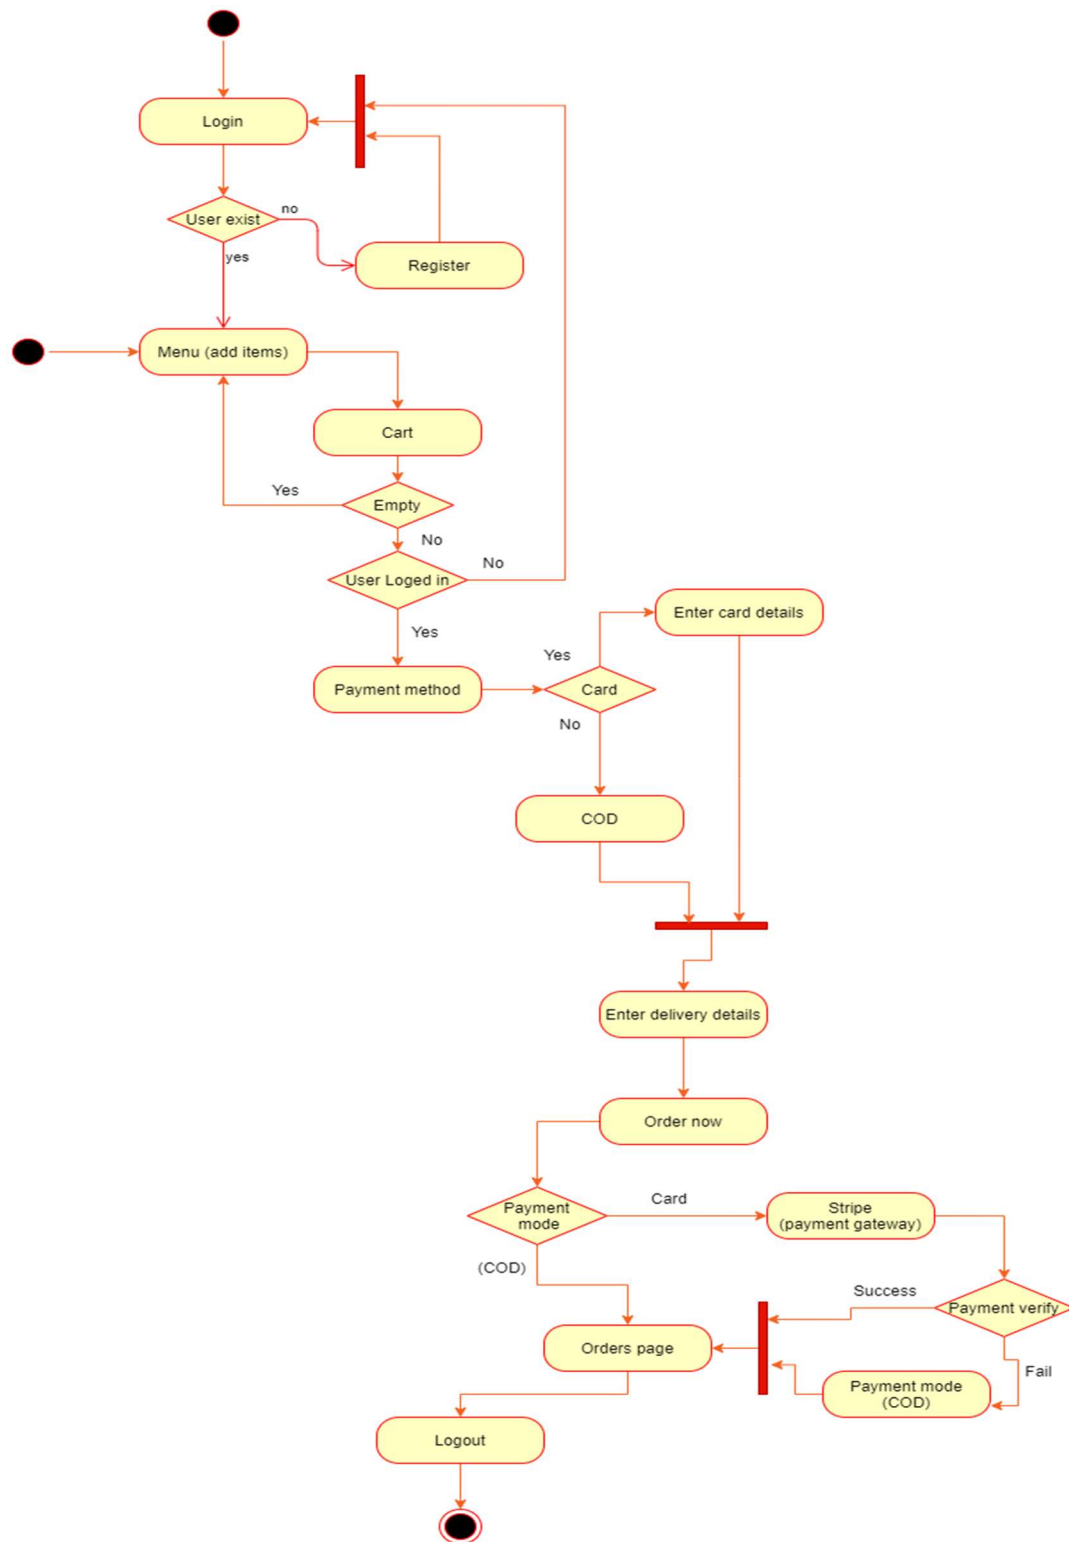 Login
User exist
no
yes
Register
Menu (add items)
Cart
Yes
Empty
No
User Loged in
No
Yes
Enter card details
Yes
Payment method
Card
No
COD
Enter delivery details
Order now
Payment
mode
Card
Stripe
(payment gateway)
(COD)
Success
Payment verify
Orders page
Fail
Payment mode
(COD)
Logout